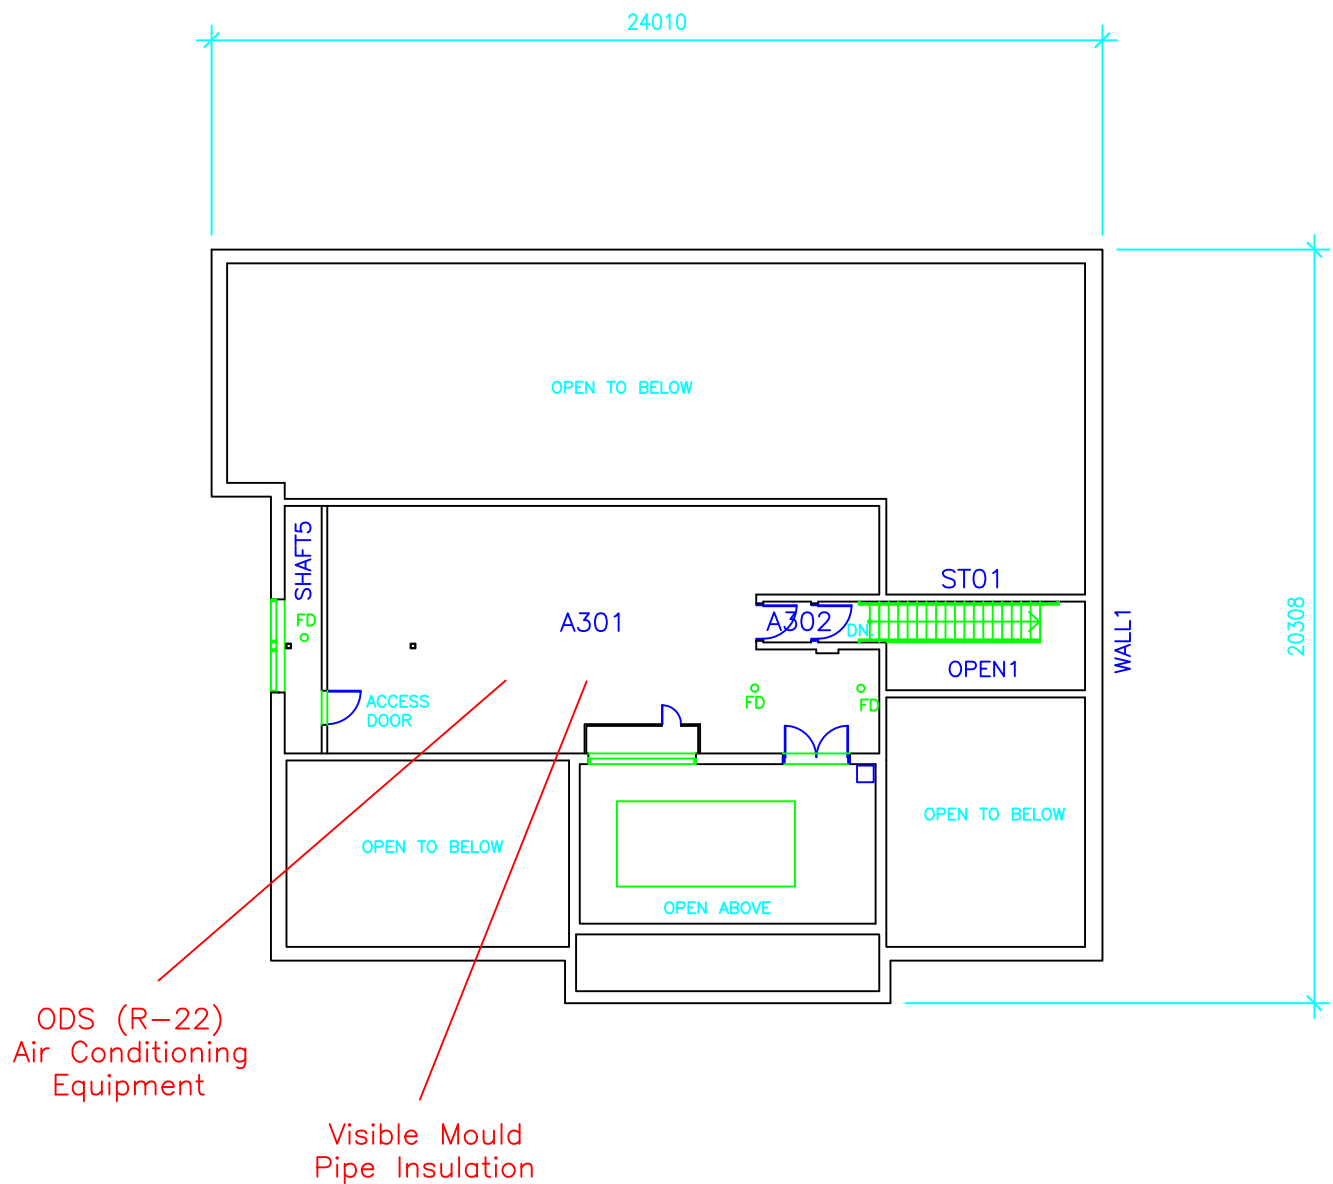 24010
OPEN TO BELOW
SHAFT5
ST01
FD
A301
A302
DN.
20308
WALL1
OPEN1
ACCESS
DOOR
FD
FD
OPEN TO BELOW
OPEN TO BELOW
OPEN ABOVE
ODS (R-22)
Air Conditioning
Equipment
Visible Mould
Pipe Insulation